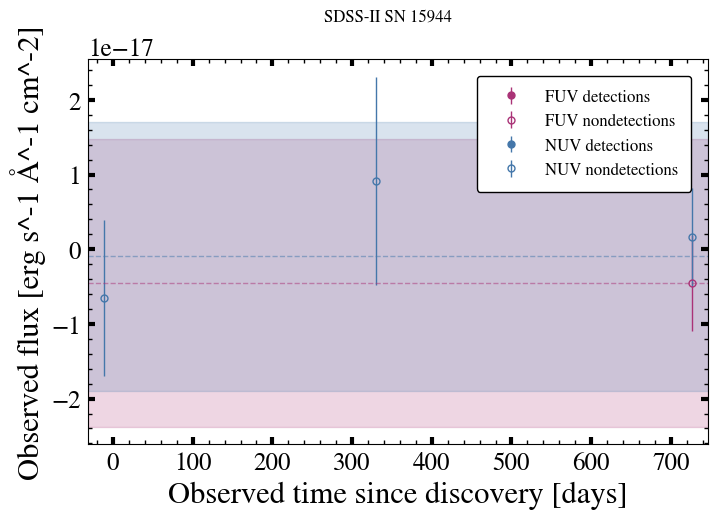 SDSS-II SN 15944
1e−17
Observed flux [erg s^-1 Å^-1 cm^-2]
2
1
0
−1
−2
FUV detections
FUV nondetections
NUV detections
NUV nondetections
0 100 200 300 400 500 600 700
Observed time since discovery [days]